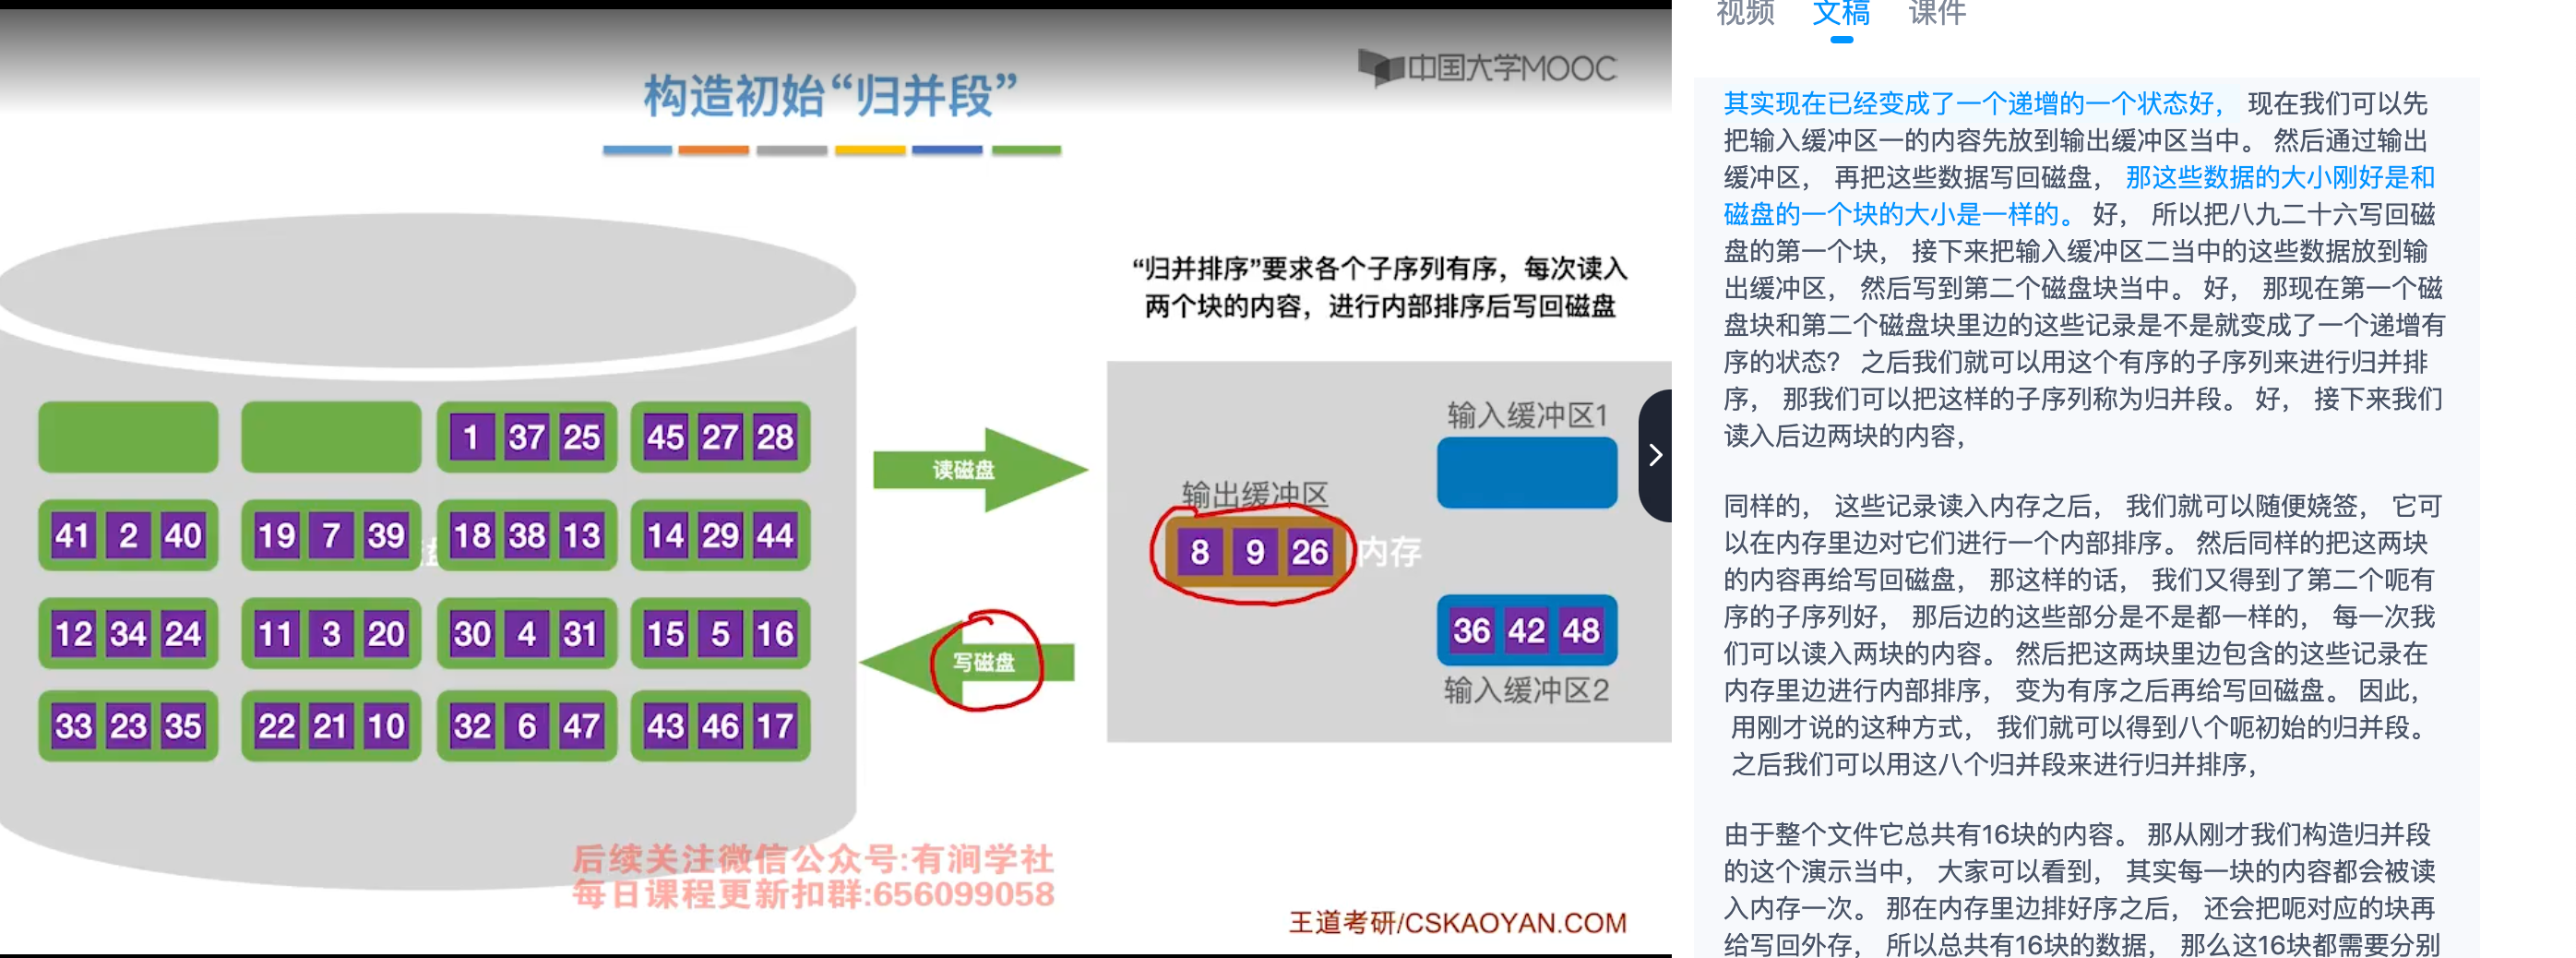 中国大学MOOC
构造初始“归并段”
“归并排序”要求各个子序列有序，每次读入
两个块的内容，进行内部排序后写回磁盘
1 37 25
45 27 28
41 2 40
19 7 39
18 38 13
14 29 44
12 34 24
11 3 20
30 4 31
15 5 16
33 23 35
22 21 10
32 6 47
43 46 17
读磁盘
写磁盘
输入缓冲区1
输出缓冲区
8 9 26
内存
36 42 48
输入缓冲区2
后续关注微信公众号:有涧学社
每日课程更新扣群:656099058
王道考研/CSKAOYAN.COM
视频 文稿 课件
其实现在已经变成了一个递增的一个状态好， 现在我们可以先
把输入缓冲区一的内容先放到输出缓冲区当中。 然后通过输出
缓冲区， 再把这些数据写回磁盘， 那这些数据的大小刚好是和
磁盘的一个块的大小是一样的。 好， 所以把八九二十六写回磁
盘的第一个块， 接下来把输入缓冲区二当中的这些数据放到输
出缓冲区， 然后写到第二个磁盘块当中。 好， 那现在第一个磁
盘块和第二个磁盘块里边的这些记录是不是就变成了一个递增有
序的状态？ 之后我们就可以用这个有序的子序列来进行归并排
序， 那我们可以把这样的子序列称为归并段。 好， 接下来我们
读入后边两块的内容，
同样的， 这些记录读入内存之后， 我们就可以随便娆签， 它可
以在内存里边对它们进行一个内部排序。 然后同样的把这两块
的内容再给写回磁盘， 那这样的话， 我们又得到了第二个呃有
序的子序列好， 那后边的这些部分是不是都一样的， 每一次我
们可以读入两块的内容。 然后把这两块里边包含的这些记录在
内存里边进行内部排序， 变为有序之后再给写回磁盘。 因此，
用刚才说的这种方式， 我们就可以得到八个呃初始的归并段。
之后我们可以用这八个归并段来进行归并排序，
由于整个文件它总共有16块的内容。 那从刚才我们构造归并段
的这个演示当中， 大家可以看到， 其实每一块的内容都会被读
入内存一次。 那在内存里边排好序之后， 还会把呃对应的块再
给写回外存， 所以总共有16块的数据， 那么这16块都需要分别